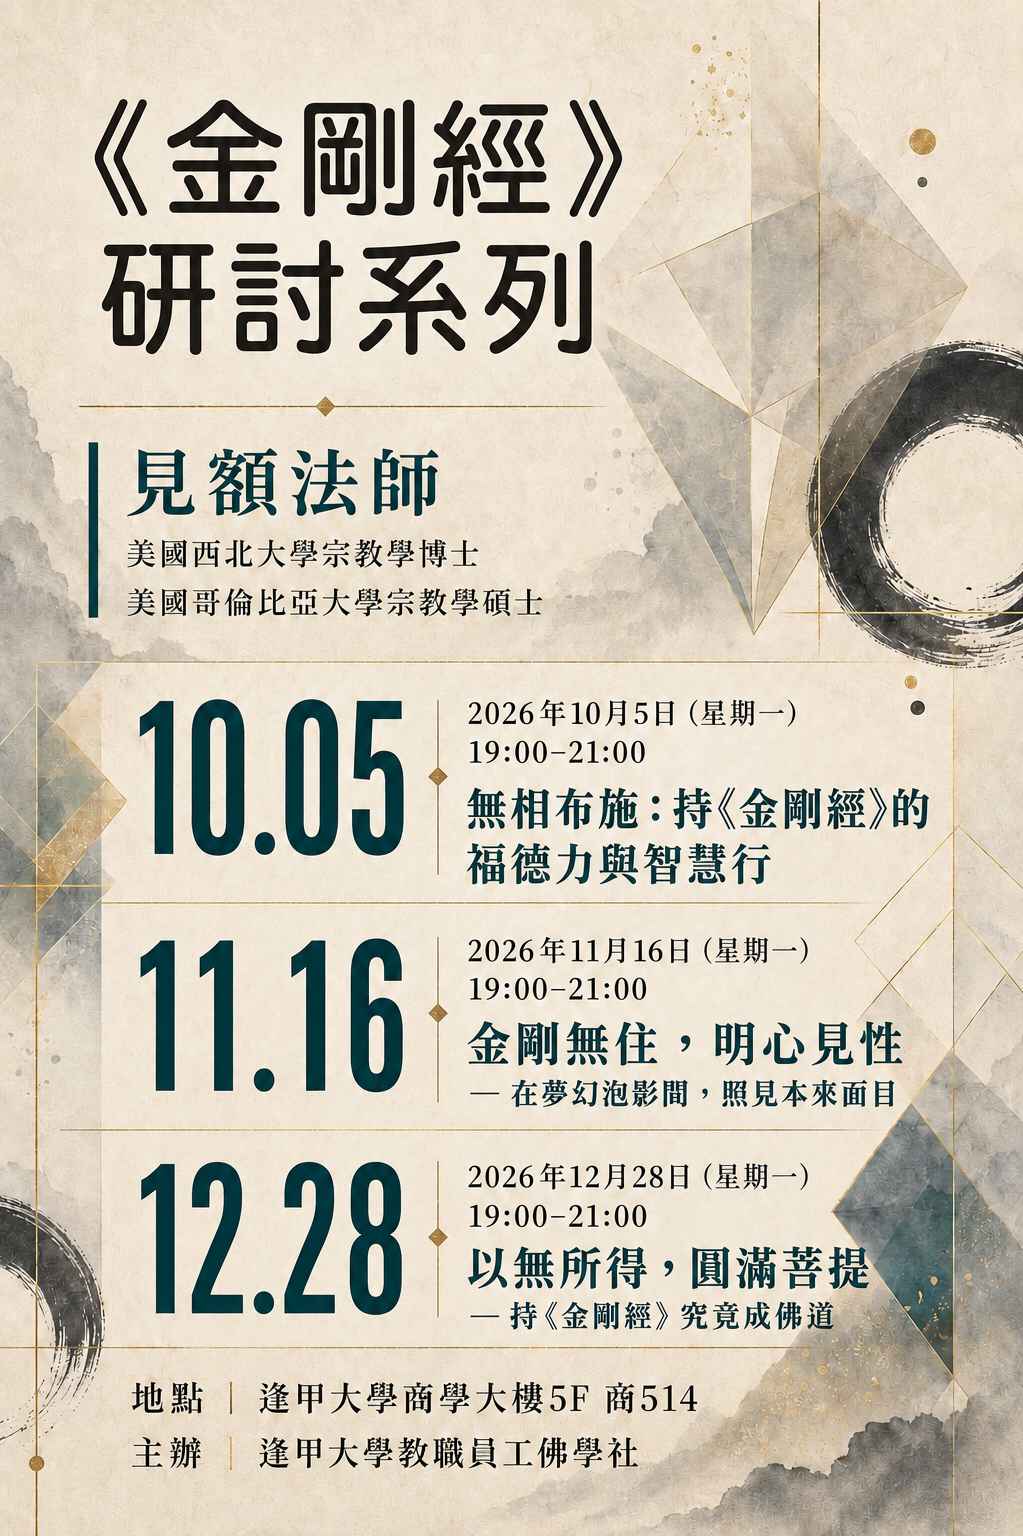 《金剛經》
研討系列
見額法師
美國西北大學宗教學博士
美國哥倫比亞大學宗教學碩士
10.05
2026年10月5日（星期一）
19:00–21:00
無相布施：持《金剛經》的
福德力與智慧行
11.16
2026年11月16日（星期一）
19:00–21:00
金剛無住，明心見性
— 在夢幻泡影間，照見本來面目
12.28
2026年12月28日（星期一）
19:00–21:00
以無所得，圓滿菩提
— 持《金剛經》究竟成佛道
地點｜逢甲大學商學大樓5F 商514
主辦｜逢甲大學教職員工佛學社